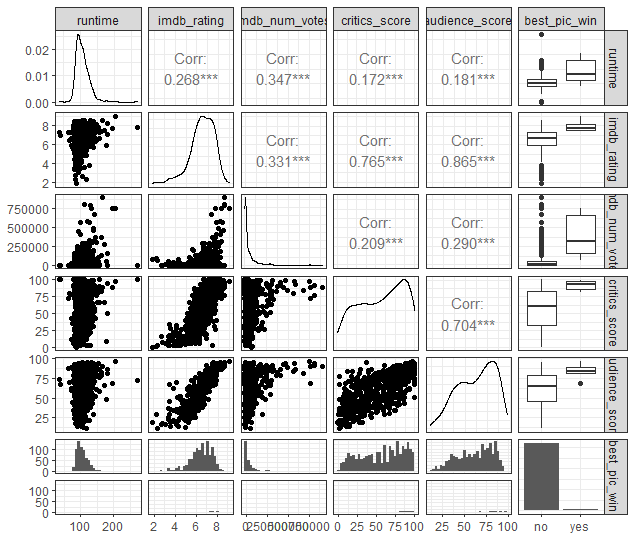 runtime imdb_rating mdb_num_votes critics_score audience_score best_pic_win
0.02
0.01
0.00
Corr:
0.268***
Corr:
0.347***
Corr:
0.172***
Corr:
0.181***
runtime
8
6
4
2
Corr:
0.331***
Corr:
0.765***
Corr:
0.865***
imdb_rating
750000
500000
250000
0
Corr:
0.209***
Corr:
0.290***
mdb_num_vote
100
75
50
25
0
Corr:
0.704***
critics_score
100
75
50
25
udience_scor
100
50
0
best_pic_win
150
100
50
0
100 200
2 4 6 8
0 250000500000750000
0 25 50 75 100
25 50 75 100
no yes